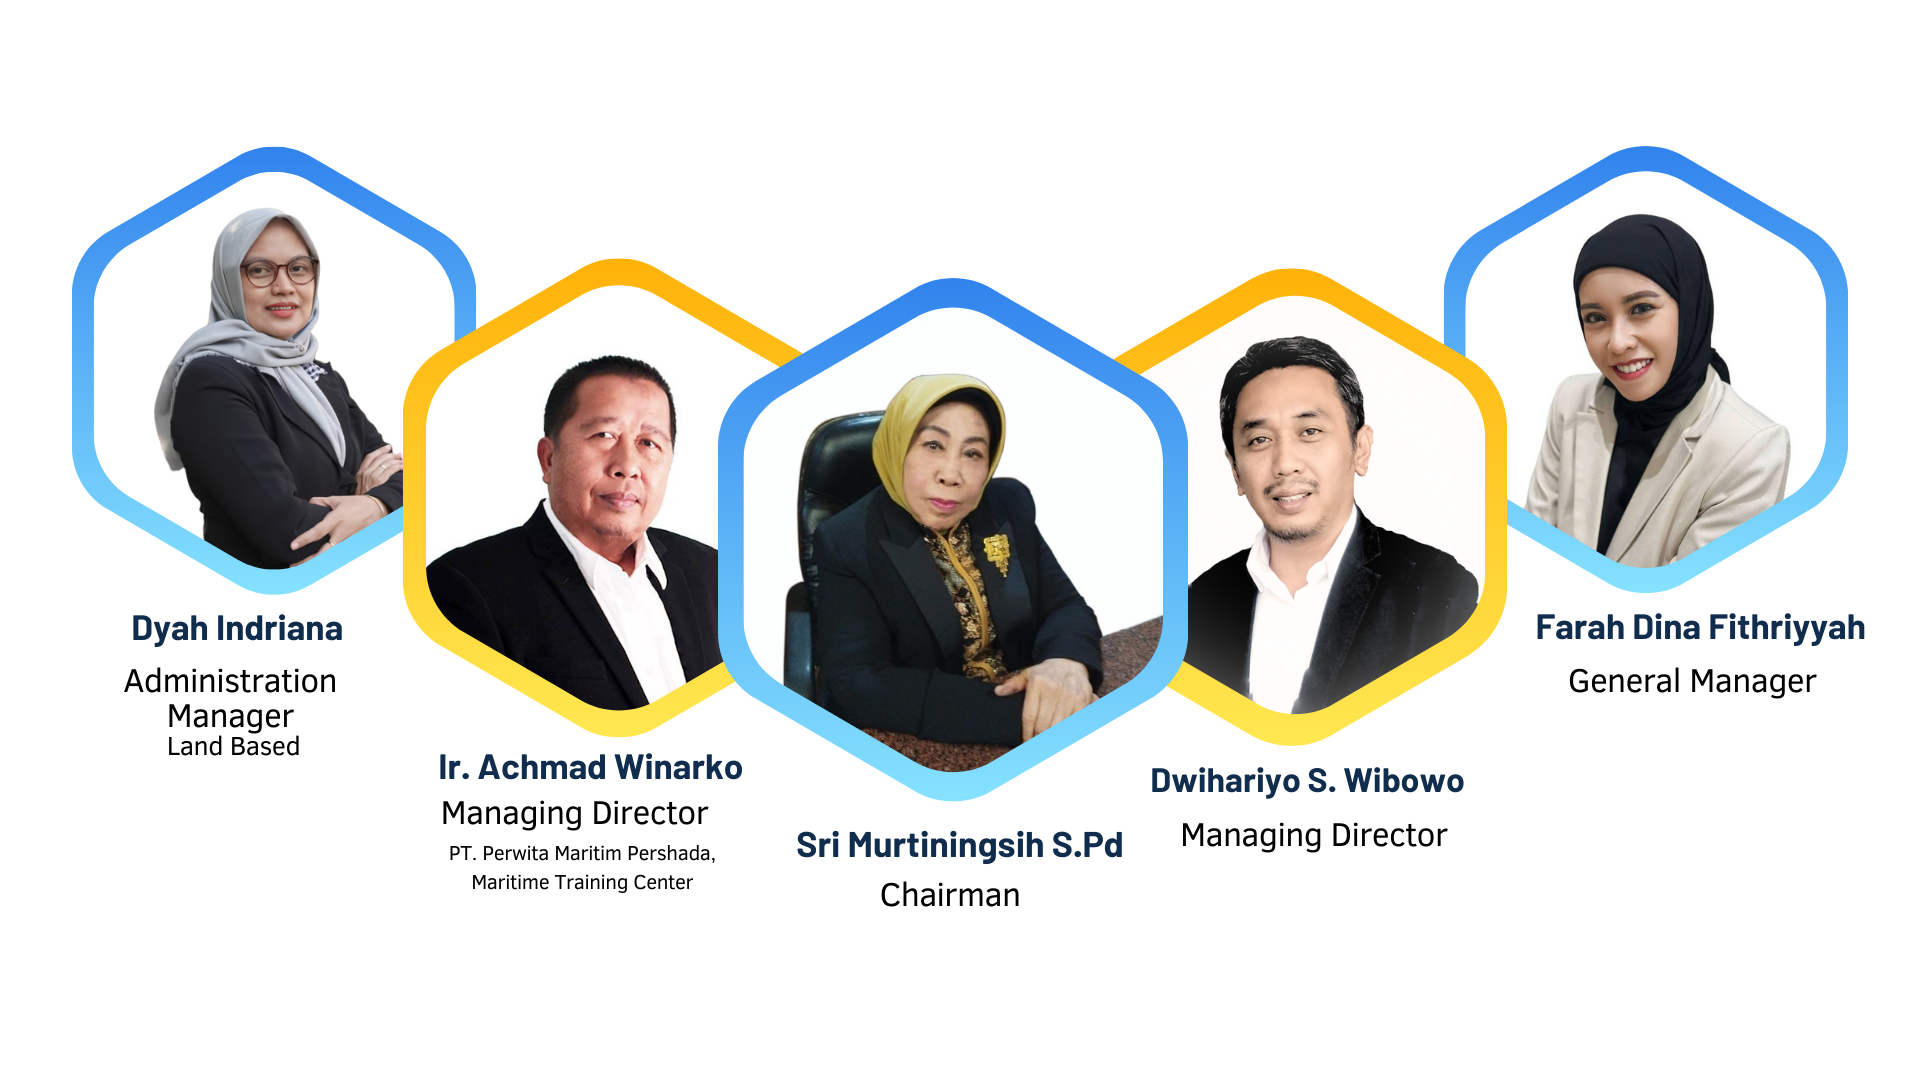 Dyah Indriana
Administration
Manager
Land Based
Ir. Achmad Winarko
Managing Director
PT. Perwita Maritim Pershada,
Maritime Training Center
Sri Murtiningsih S.Pd
Chairman
Dwihariyo S. Wibowo
Managing Director
Farah Dina Fithriyyah
General Manager